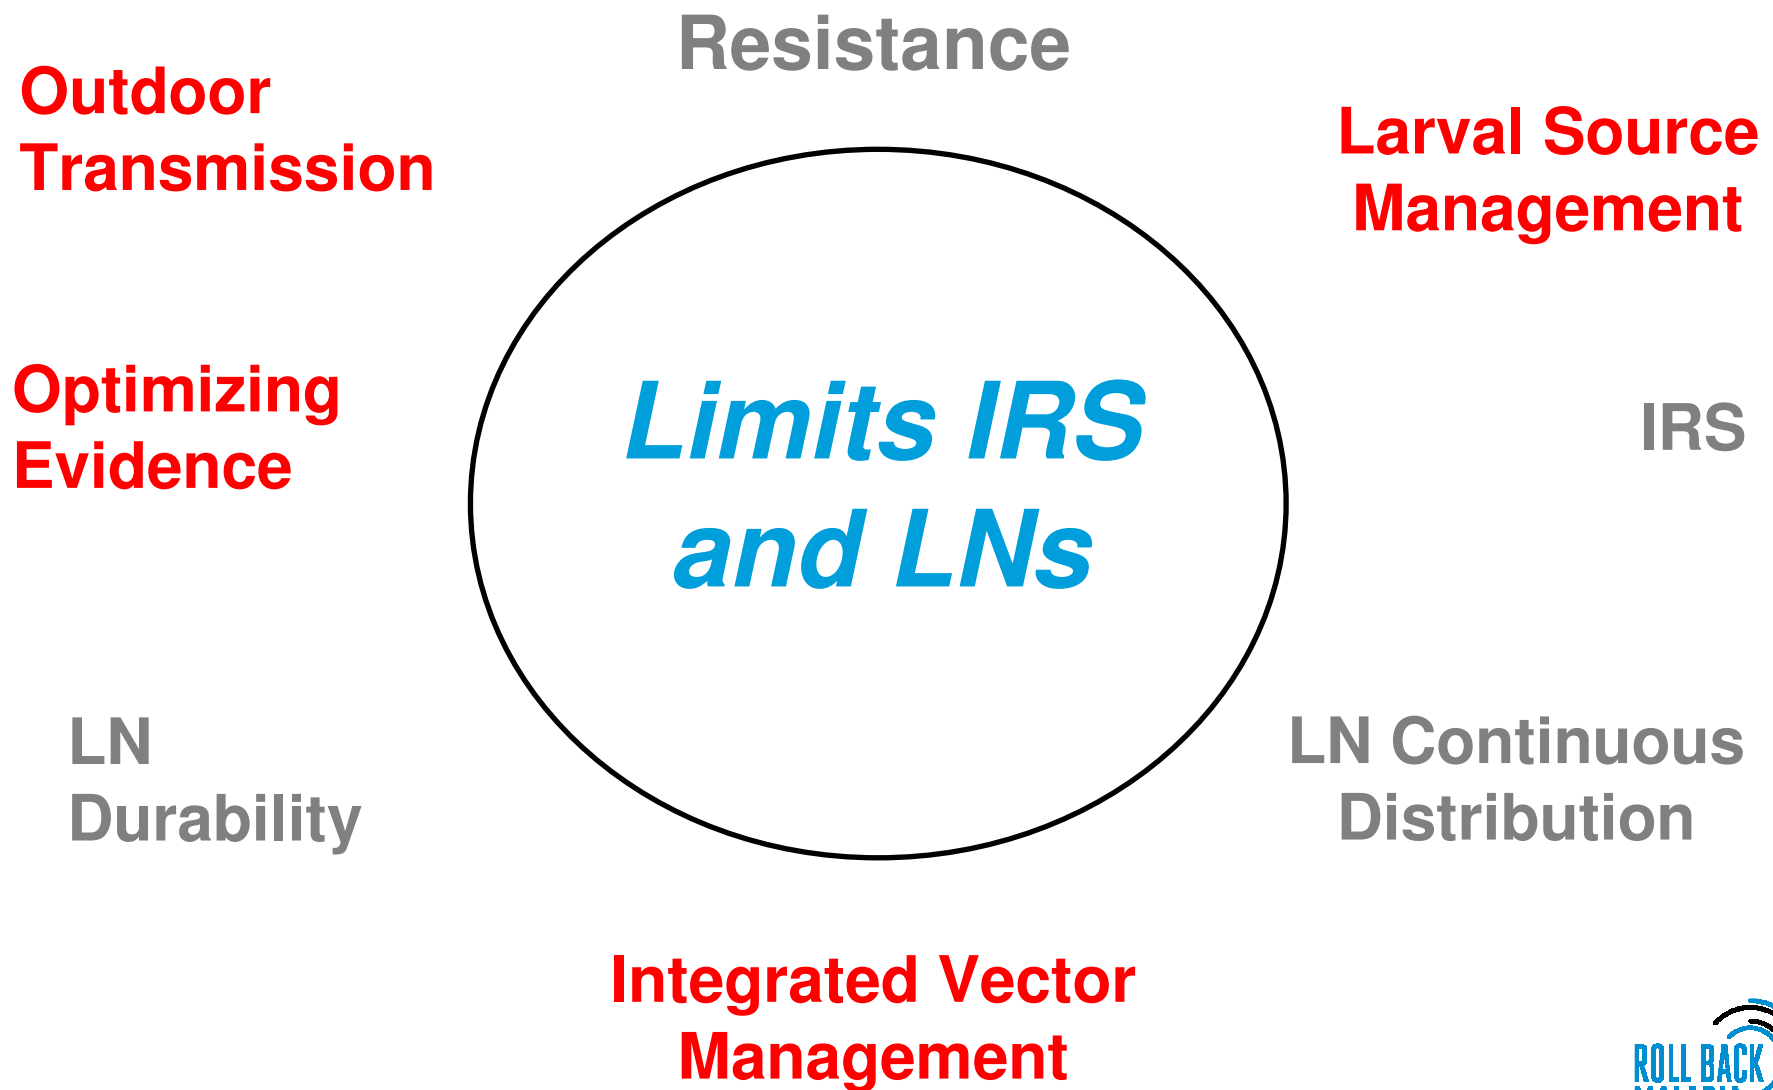 Resistance
Outdoor
Transmission
Larval Source
Management
Optimizing
Evidence
Limits IRS
and LNs
IRS
LN
Durability
LN Continuous
Distribution
Integrated Vector
Management
ROLL BACK
MALARIA